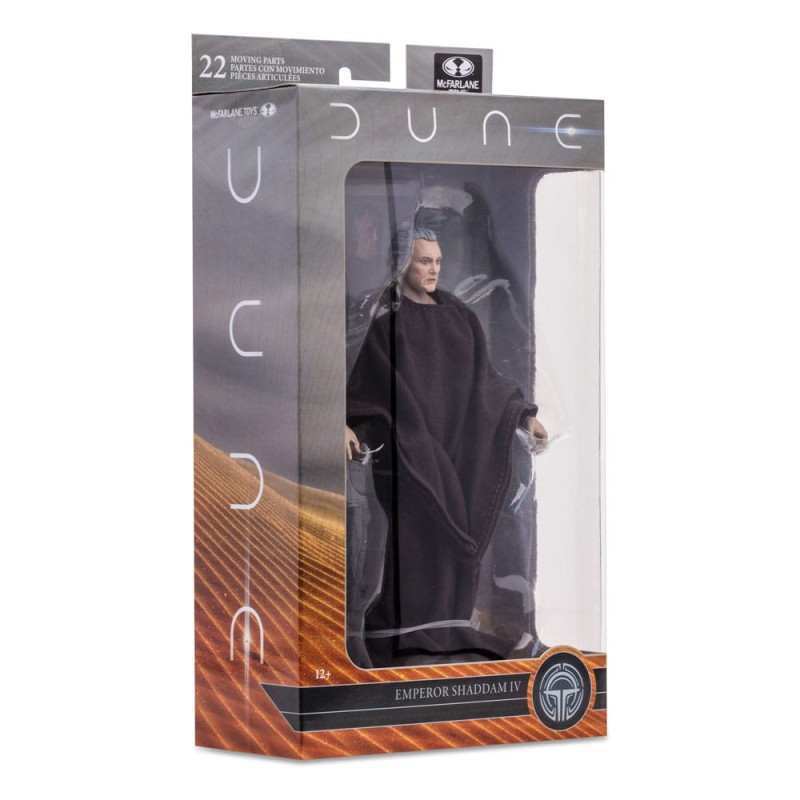 22 MOVING PARTS
PARTES CON MOVIMIENTO
PIÈCES ARTICULÉES
McFARLANE
McFARLANE TOYS
DUNE
DUNE
12+
EMPEROR SHADDAM IV